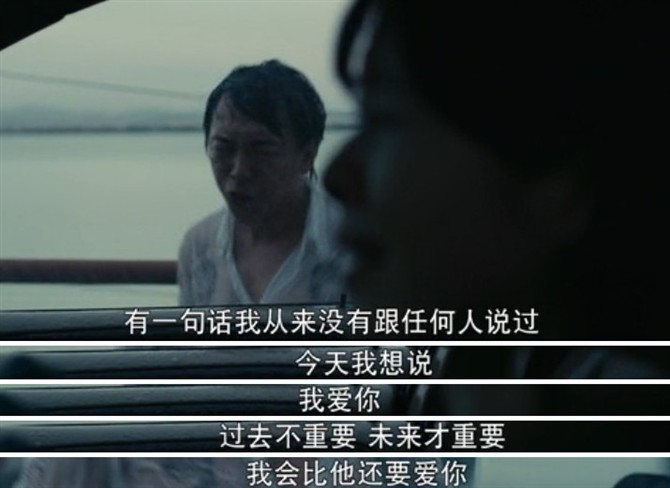 有一句话我从来没有跟任何人说过
今天我想说
我爱你
过去不重要 未来才重要
我会比他还要爱你